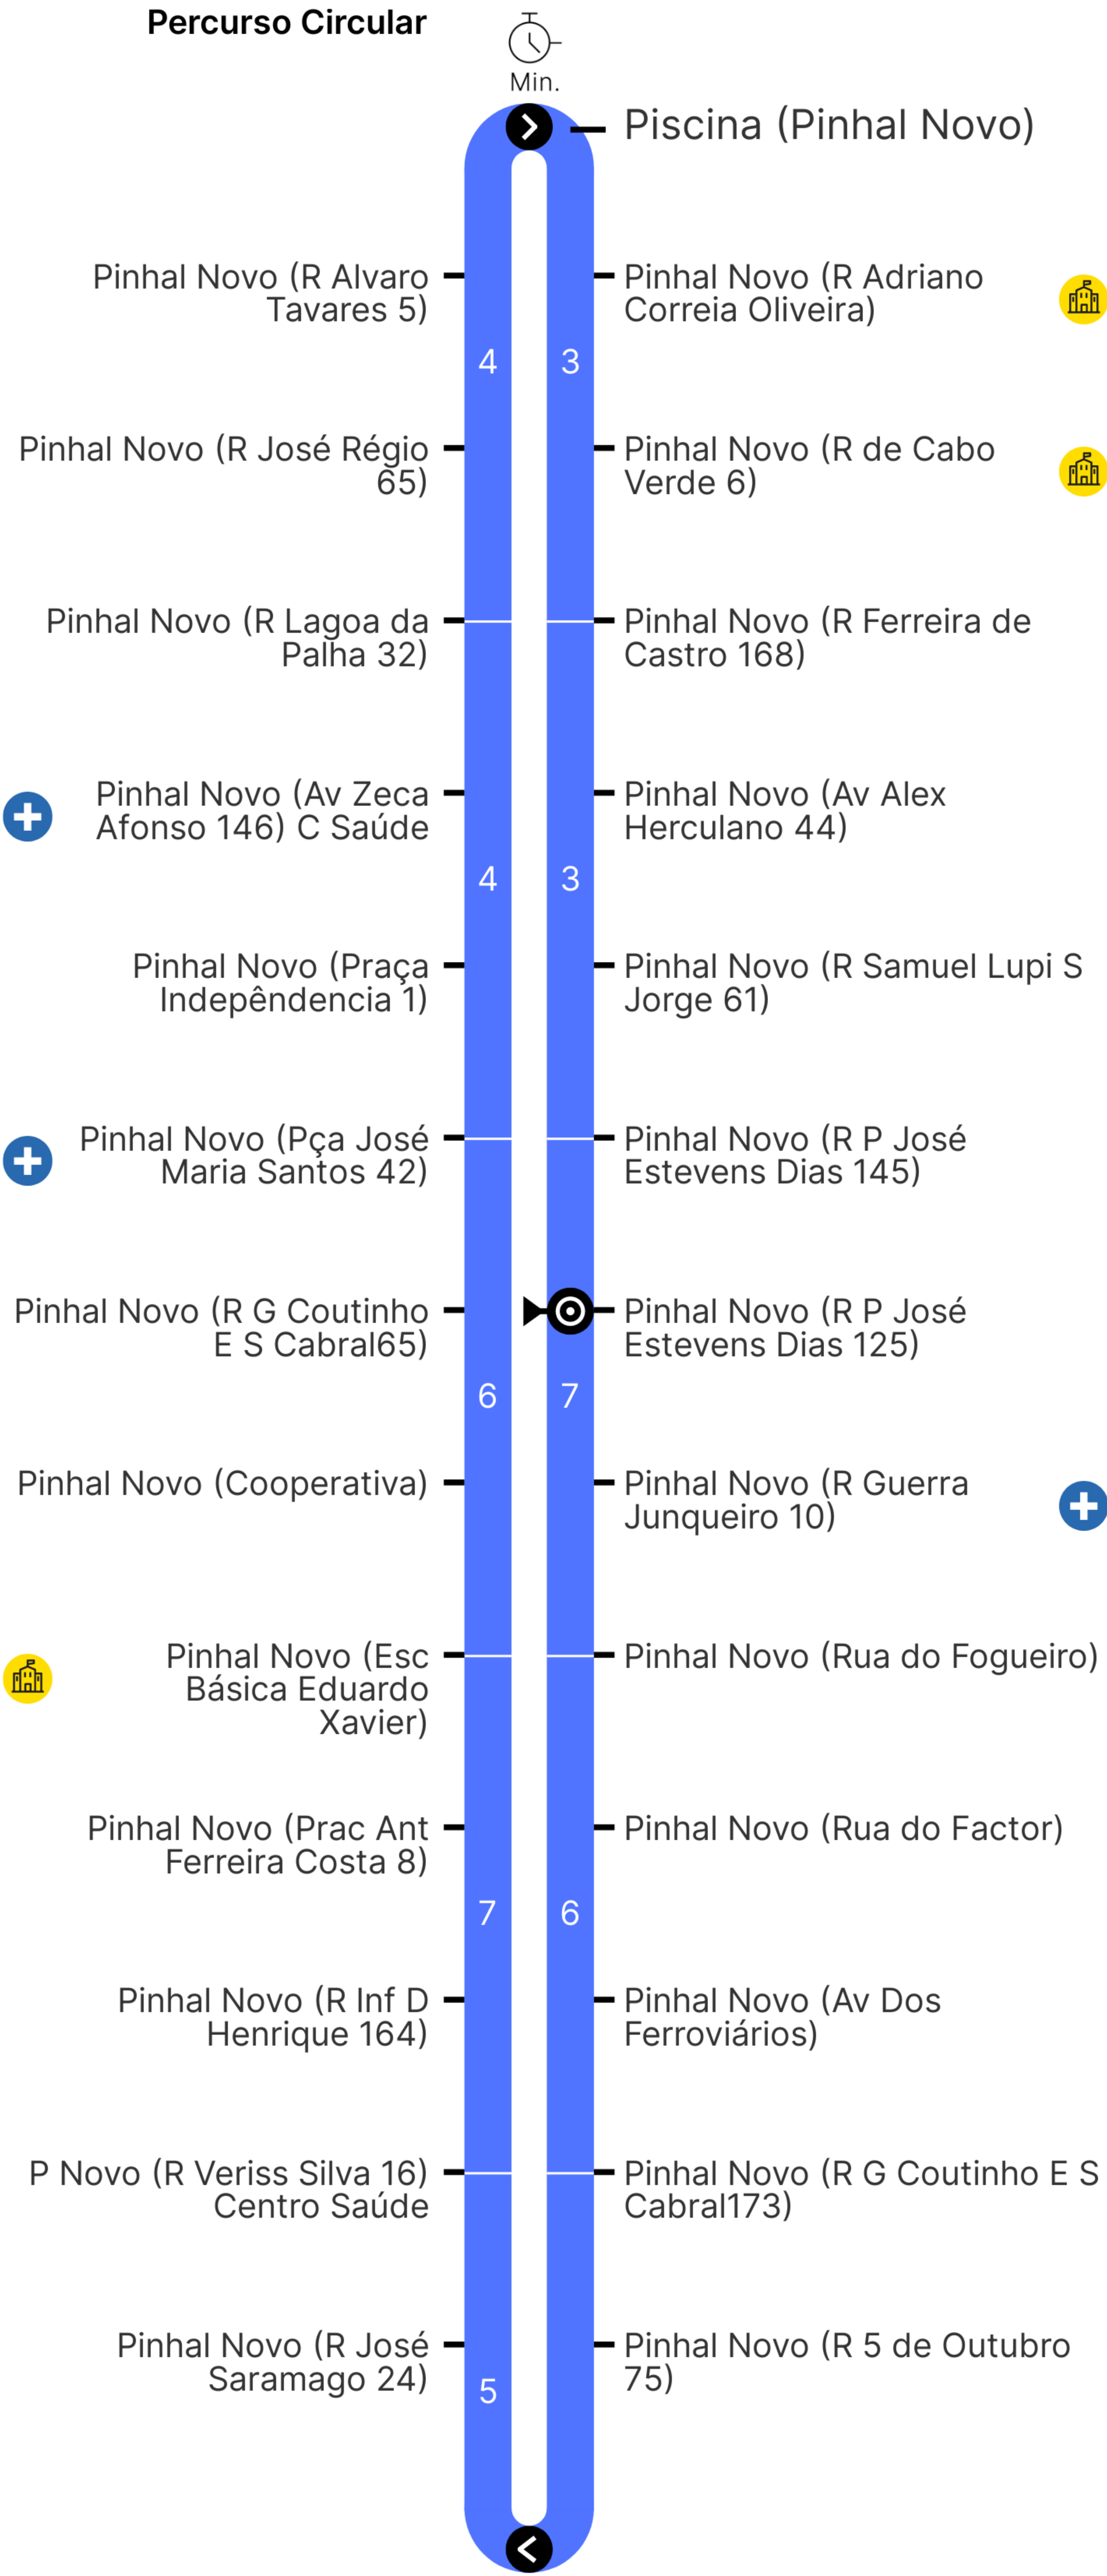 Percurso Circular
Min.
Piscina (Pinhal Novo)
Pinhal Novo (R Alvaro
Tavares 5)
Pinhal Novo (R Adriano
Correia Oliveira)
4
3
Pinhal Novo (R José Régio
65)
Pinhal Novo (R de Cabo
Verde 6)
Pinhal Novo (R Lagoa da
Palha 32)
Pinhal Novo (R Ferreira de
Castro 168)
Pinhal Novo (Av Zeca
Afonso 146) C Saúde
Pinhal Novo (Av Alex
Herculano 44)
4
3
Pinhal Novo (Praça
Indepêndencia 1)
Pinhal Novo (R Samuel Lupi S
Jorge 61)
Pinhal Novo (Pça José
Maria Santos 42)
Pinhal Novo (R P José
Estevens Dias 145)
Pinhal Novo (R G Coutinho
E S Cabral65)
Pinhal Novo (R P José
Estevens Dias 125)
6
7
Pinhal Novo (Cooperativa)
Pinhal Novo (R Guerra
Junqueiro 10)
Pinhal Novo (Esc
Básica Eduardo
Xavier)
Pinhal Novo (Rua do Fogueiro)
Pinhal Novo (Prac Ant
Ferreira Costa 8)
Pinhal Novo (Rua do Factor)
7
6
Pinhal Novo (R Inf D
Henrique 164)
Pinhal Novo (Av Dos
Ferroviários)
P Novo (R Veriss Silva 16)
Centro Saúde
Pinhal Novo (R G Coutinho E S
Cabral173)
Pinhal Novo (R José
Saramago 24)
Pinhal Novo (R 5 de Outubro
75)
5